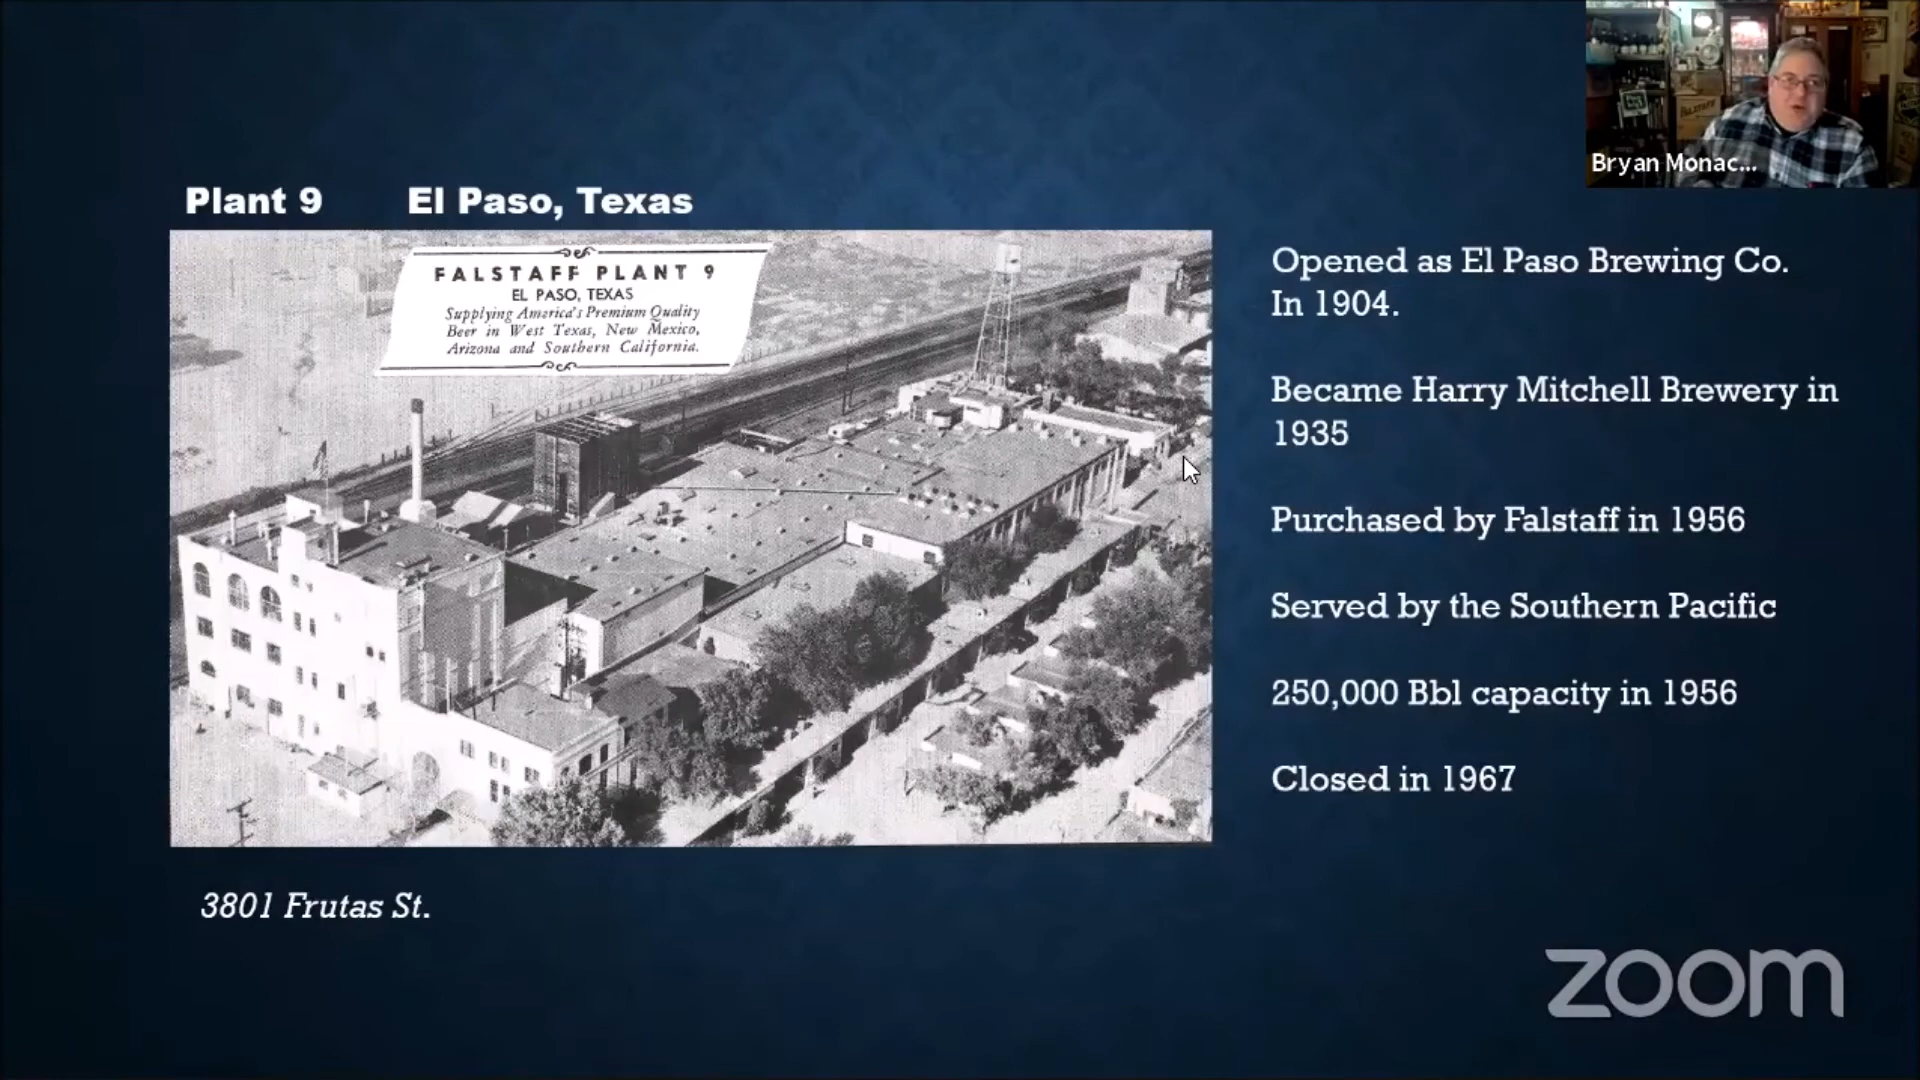 Bryan Monac...
Plant 9 El Paso, Texas
FALSTAFF PLANT 9
EL PASO, TEXAS
Supplying America's Premium Quality
Beer in West Texas, New Mexico,
Arizona and Southern California.
Opened as El Paso Brewing Co.
In 1904.
Became Harry Mitchell Brewery in
1935
Purchased by Falstaff in 1956
Served by the Southern Pacific
250,000 Bbl capacity in 1956
Closed in 1967
3801 Frutas St.
zoom